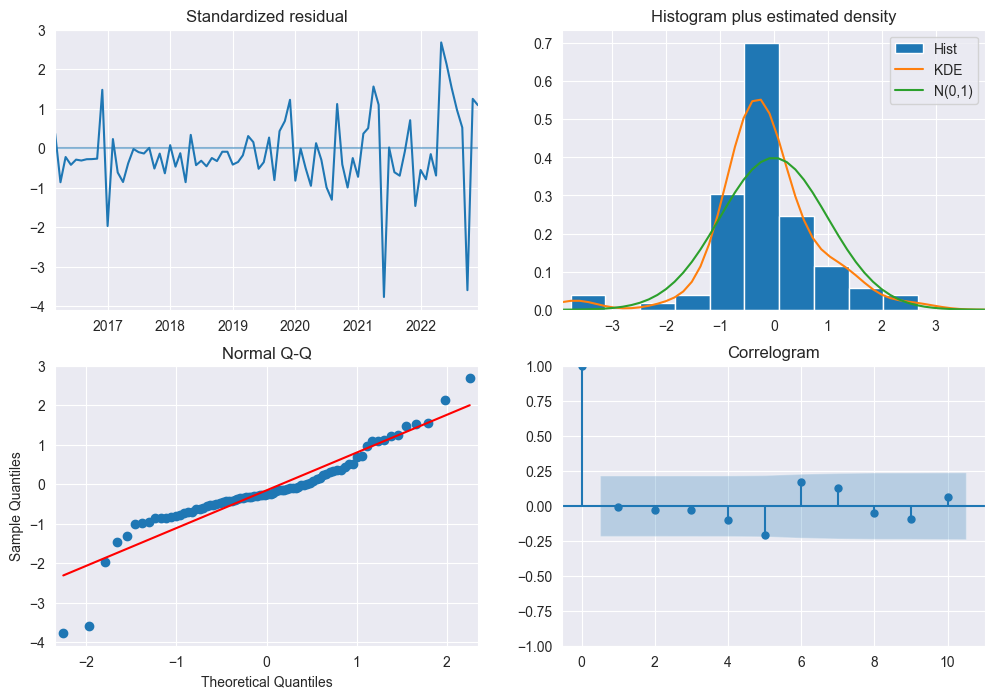 Standardized residual
3
2
1
0
−1
−2
−3
−4
2017 2018 2019 2020 2021 2022
Histogram plus estimated density
Hist
KDE
N(0,1)
0.7
0.6
0.5
0.4
0.3
0.2
0.1
0.0
−3 −2 −1 0 1 2 3
Normal Q-Q
Sample Quantiles
3
2
1
0
−1
−2
−3
−4
−2 −1 0 1 2
Theoretical Quantiles
Correlogram
1.00
0.75
0.50
0.25
0.00
−0.25
−0.50
−0.75
−1.00
0 2 4 6 8 10